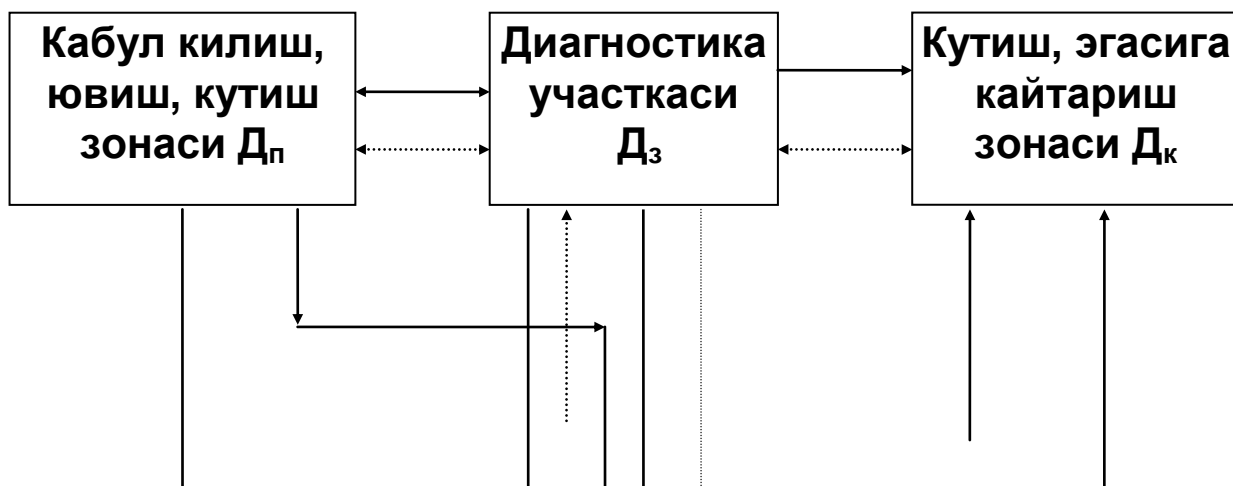 Кабул килиш,
ювиш, кутиш
зонаси Дп
Диагностика
участкаси
Дз
Кутиш, эгасига
кайтариш
зонаси Дк